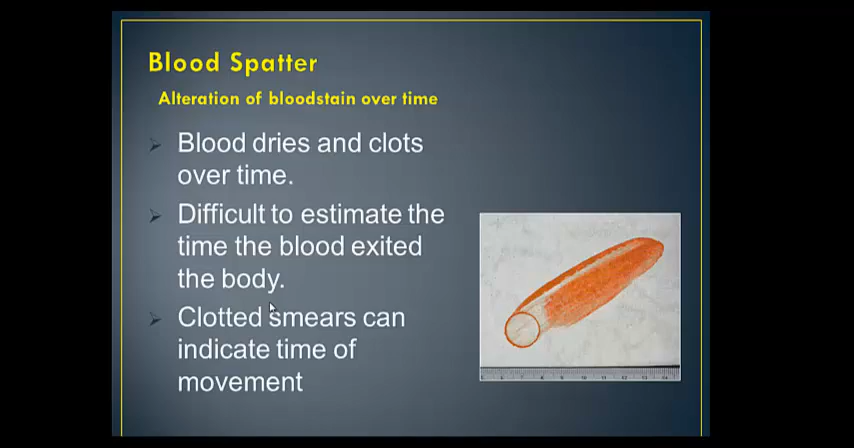 Blood Spatter
Alteration of bloodstain over time
Blood dries and clots
over time.
Difficult to estimate the
time the blood exited
the body.
Clotted smears can
indicate time of
movement